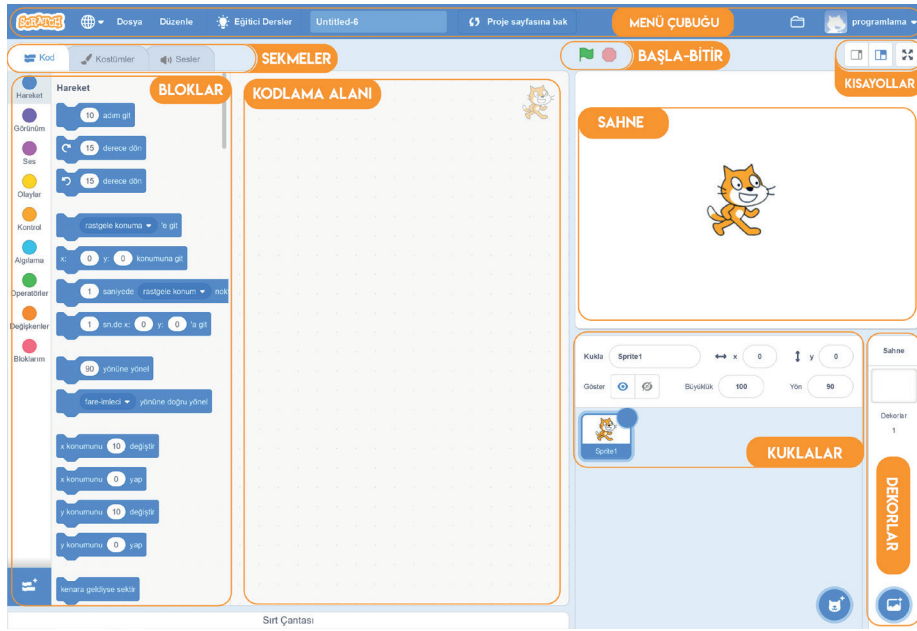 SCRATCH Dosya Düzenle Eğitici Dersler Untitled-6 Proje sayfasına bak MENÜ ÇUBUĞU programlama
Kod Kostümler Sesler SEKMELER BAŞLA-BİTİR
KISAYOLLAR
Hareket
Görünüm
Ses
Olaylar
Kontrol
Algılama
Operatörler
Değişkenler
Bloklarım
Hareket BLOKLAR
10 adım git
15 derece dön
15 derece dön
rastgele konuma 'e git
x: 0 y: 0 konumuna git
1 saniyede rastgele konum nok
1 sn.de x: 0 y: 0 'a git
90 yönüne yönel
fare-imleci yönüne doğru yönel
x konumunu 10 değiştir
x konumunu 0 yap
y konumunu 10 değiştir
y konumunu 0 yap
kenara geldiyse sektir
KODLAMA ALANI
Sırt Çantası
SAHNE
Kukla Sprite1 x 0 y 0
Göster Büyüklük 100 Yön 90
Sprite1
KUKLALAR
Sahne
Dekorlar
1
DEKORLAR